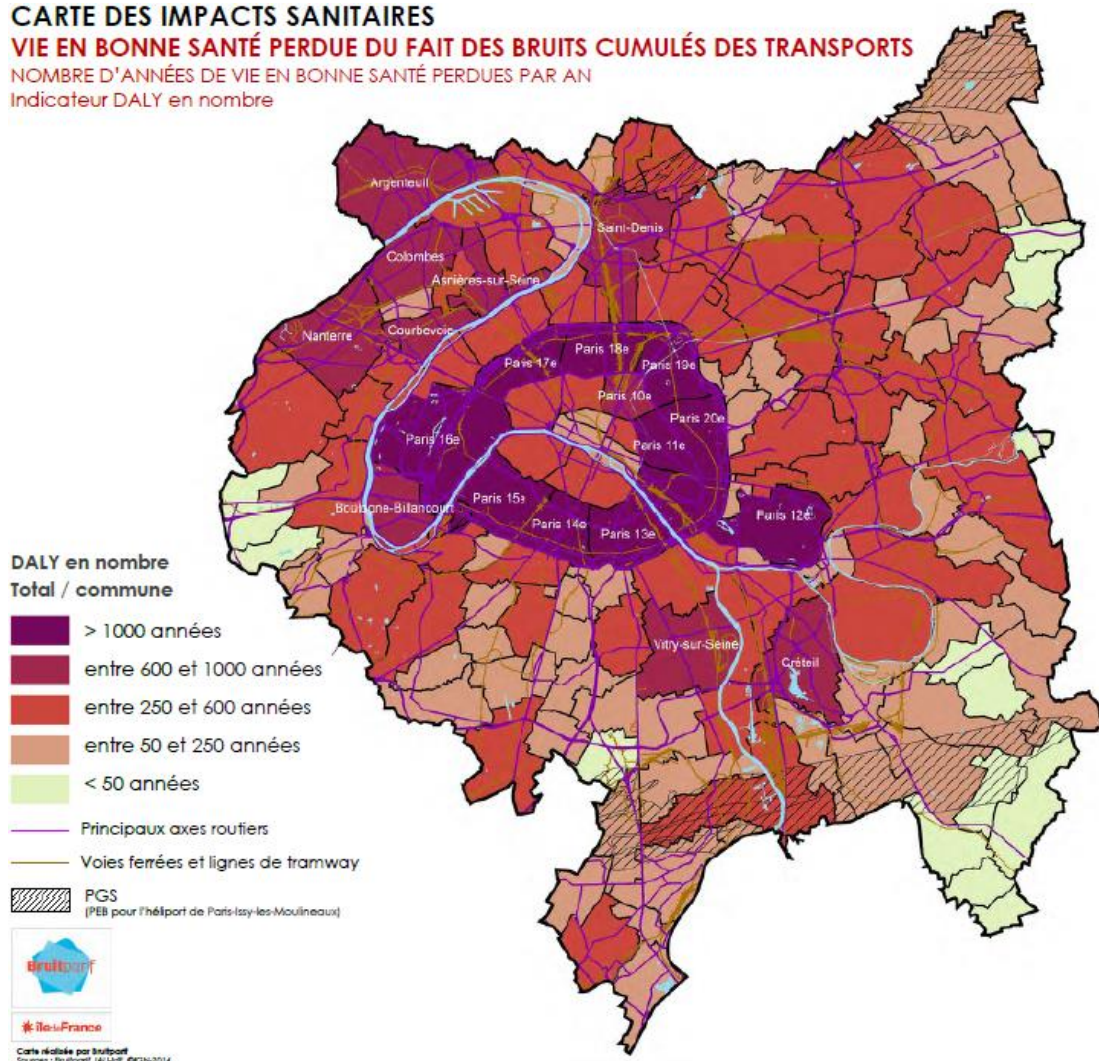 CARTE DES IMPACTS SANITAIRES
VIE EN BONNE SANTÉ PERDUE DU FAIT DES BRUITS CUMULÉS DES TRANSPORTS
NOMBRE D'ANNÉES DE VIE EN BONNE SANTÉ PERDUES PAR AN
Indicateur DALY en nombre
Argenteuil
Saint-Denis
Colombes
Asnières-sur-Seine
Nanterre
Courbevoie
Paris 18e
Paris 17e
Paris 19e
Paris 10e
Paris 20e
Paris 16e
Paris 11e
Paris 15e
Boulogne-Billancourt
Paris 12e
Paris 14e
Paris 13e
Vitry-sur-Seine
Créteil
DALY en nombre
Total / commune
> 1000 années
entre 600 et 1000 années
entre 250 et 600 années
entre 50 et 250 années
< 50 années
Principaux axes routiers
Voies ferrées et lignes de tramway
PGS
(PEB pour l'héliport de Paris-Issy-les-Moulineaux)
Bruitparif
îledeFrance
Carte réalisée par Bruitparif